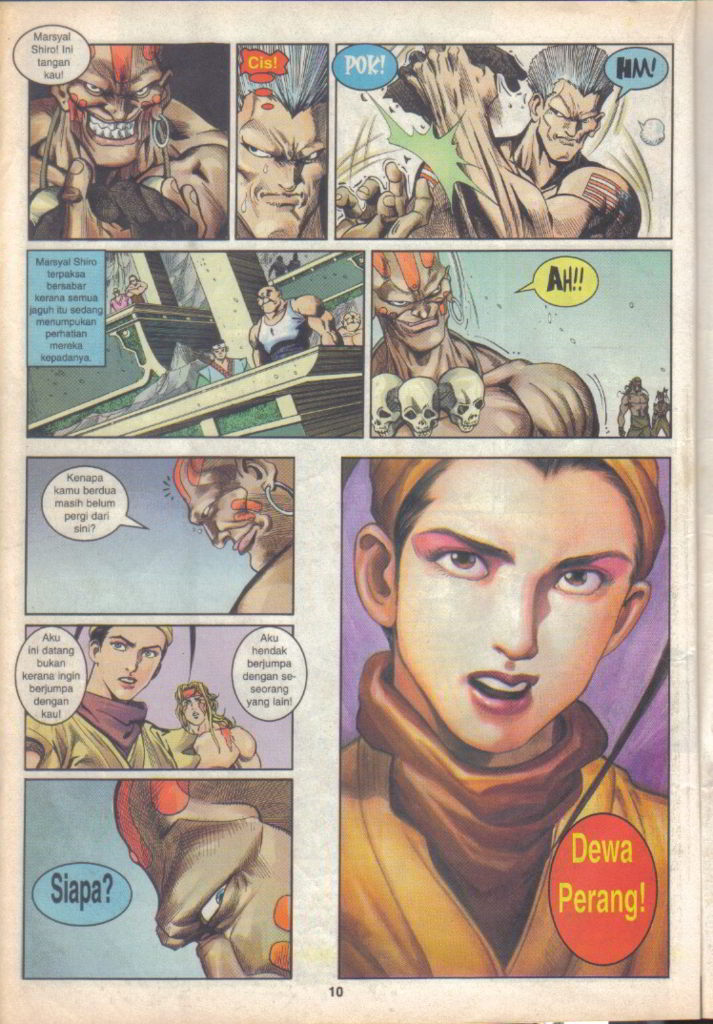 Marsyal
Shiro! Ini
tangan
kau!
Cis!
POK!
HM!
Marsyal Shiro
terpaksa
bersabar
kerana semua
jaguh itu sedang
menumpukan
perhatian
mereka
kepadanya.
AH!!
Kenapa
kamu berdua
masih belum
pergi dari
sini?
Aku
ini datang
bukan
kerana ingin
berjumpa
dengan
kau!
Aku
hendak
berjumpa
dengan se-
seorang
yang lain!
Siapa?
Dewa
Perang!
10